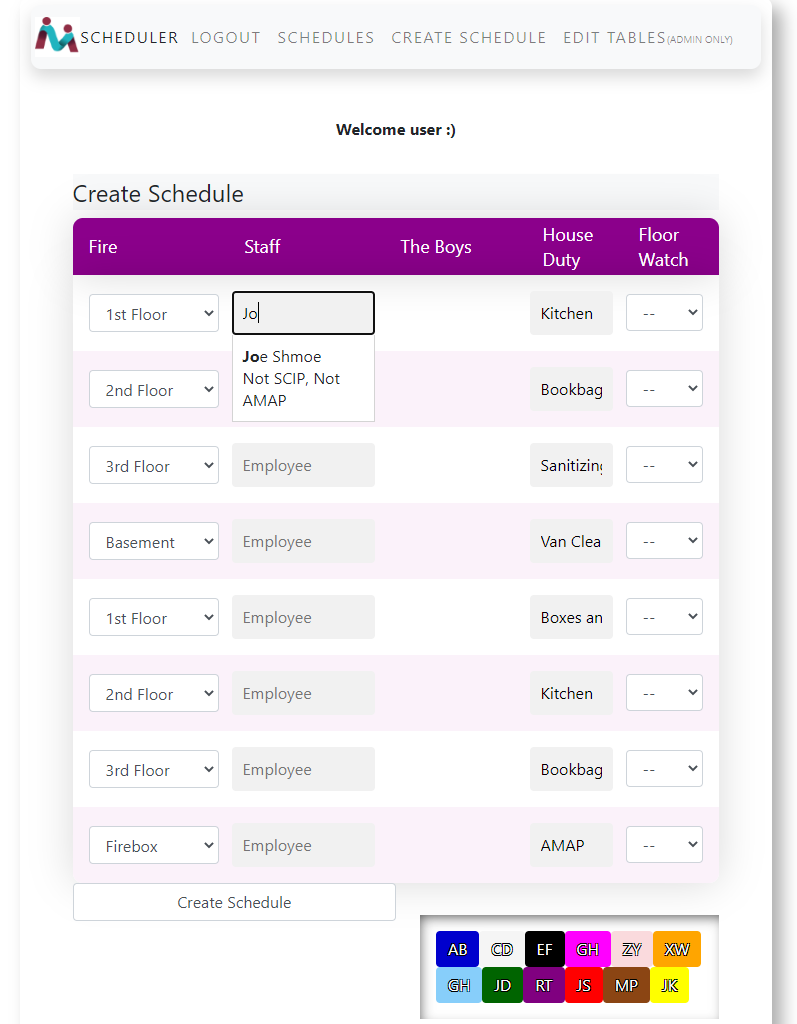 SCHEDULER LOGOUT SCHEDULES CREATE SCHEDULE EDIT TABLES(ADMIN ONLY)
Welcome user :)
Create Schedule
Fire Staff The Boys House Duty Floor Watch
1st Floor Jo Kitchen --
Joe Shmoe
Not SCIP, Not
AMAP
2nd Floor Bookbag --
3rd Floor Employee Sanitizing --
Basement Employee Van Clea --
1st Floor Employee Boxes an --
2nd Floor Employee Kitchen --
3rd Floor Employee Bookbag --
Firebox Employee AMAP --
Create Schedule
AB CD EF GH ZY XW
GH JD RT JS MP JK